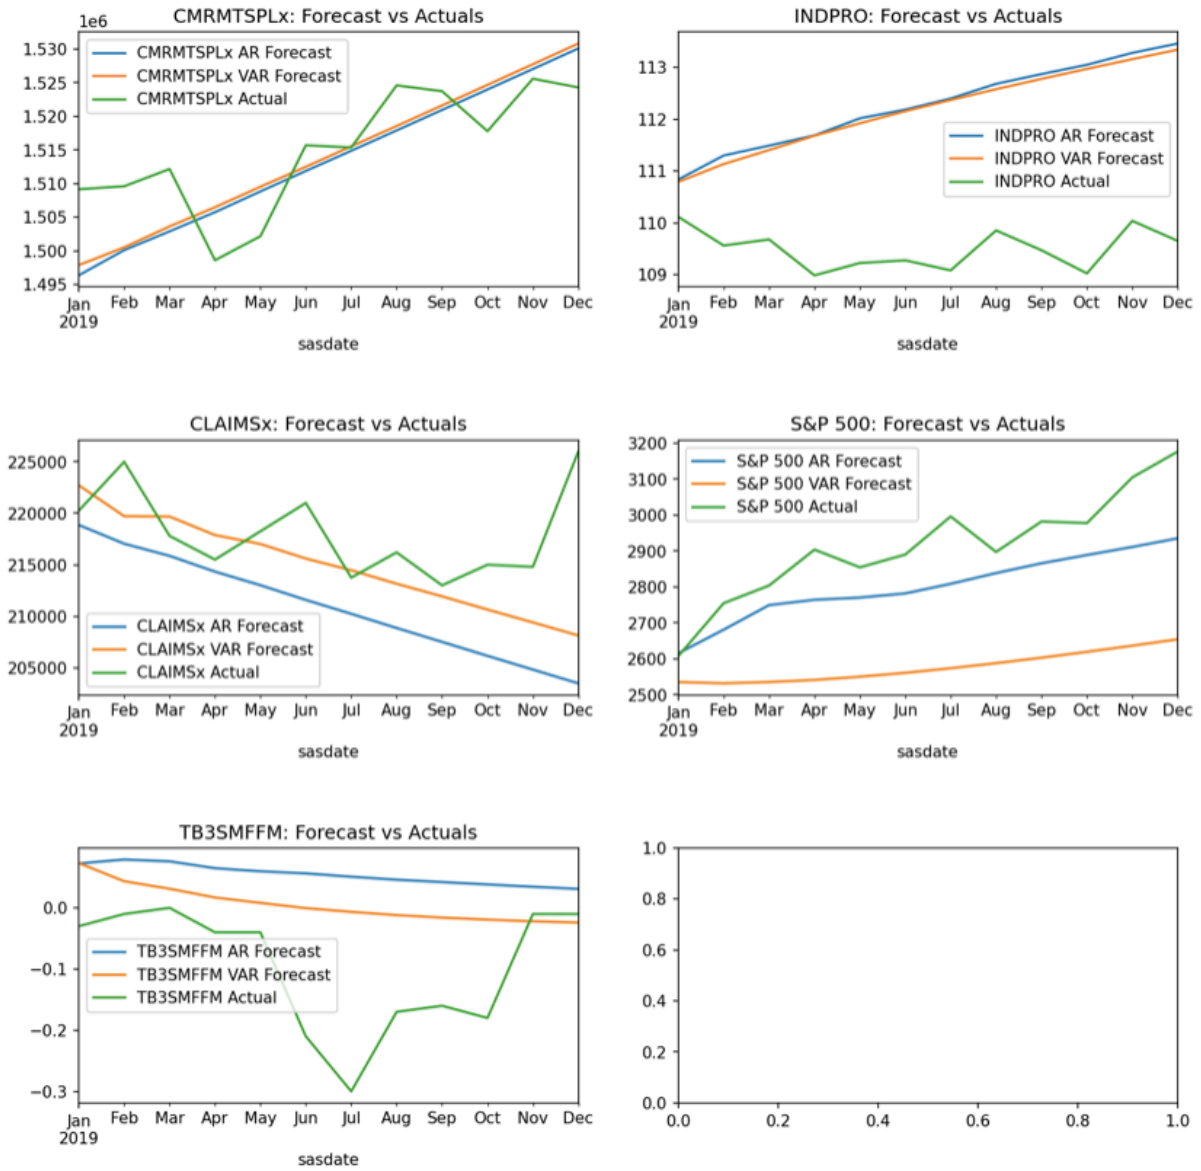 CMRMTSPLx: Forecast vs Actuals
1e6
CMRMTSPLx AR Forecast
CMRMTSPLx VAR Forecast
CMRMTSPLx Actual
1.530
1.525
1.520
1.515
1.510
1.505
1.500
1.495
Jan Feb Mar Apr May Jun Jul Aug Sep Oct Nov Dec
2019
sasdate
INDPRO: Forecast vs Actuals
113
112
111
110
109
INDPRO AR Forecast
INDPRO VAR Forecast
INDPRO Actual
Jan Feb Mar Apr May Jun Jul Aug Sep Oct Nov Dec
2019
sasdate
CLAIMSx: Forecast vs Actuals
225000
220000
215000
210000
205000
CLAIMSx AR Forecast
CLAIMSx VAR Forecast
CLAIMSx Actual
Jan Feb Mar Apr May Jun Jul Aug Sep Oct Nov Dec
2019
sasdate
S&P 500: Forecast vs Actuals
3200
3100
3000
2900
2800
2700
2600
2500
S&P 500 AR Forecast
S&P 500 VAR Forecast
S&P 500 Actual
Jan Feb Mar Apr May Jun Jul Aug Sep Oct Nov Dec
2019
sasdate
TB3SMFFM: Forecast vs Actuals
0.0
−0.1
−0.2
−0.3
TB3SMFFM AR Forecast
TB3SMFFM VAR Forecast
TB3SMFFM Actual
Jan Feb Mar Apr May Jun Jul Aug Sep Oct Nov Dec
2019
sasdate
1.0
0.8
0.6
0.4
0.2
0.0
0.0 0.2 0.4 0.6 0.8 1.0